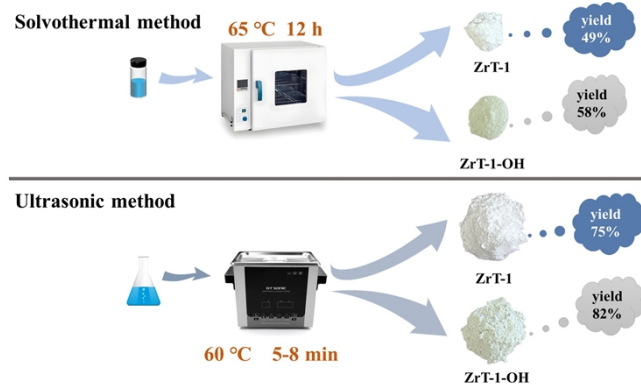 Solvothermal method
65 °C 12 h
yield
49%
ZrT-1
yield
58%
ZrT-1-OH
Ultrasonic method
yield
75%
ZrT-1
60 °C 5-8 min
yield
82%
ZrT-1-OH